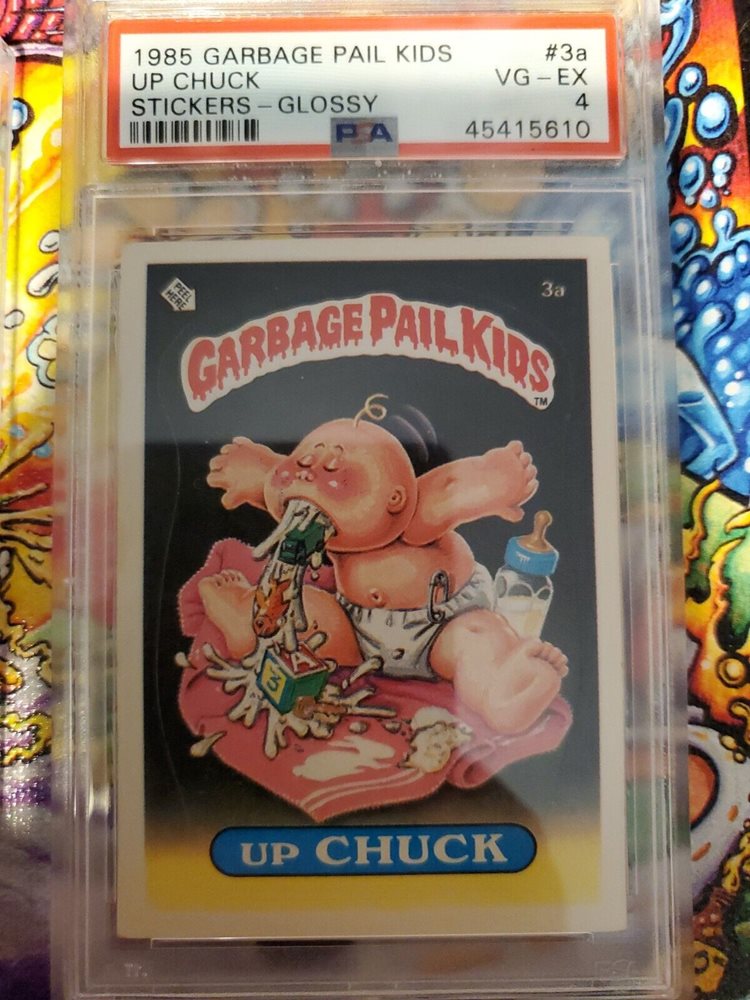 1985 GARBAGE PAIL KIDS #3a
UP CHUCK VG-EX
STICKERS-GLOSSY 4
PSA 45415610
PEEL
HERE
3a
GARBAGE PAIL KIDS
TM
A
3
UP CHUCK